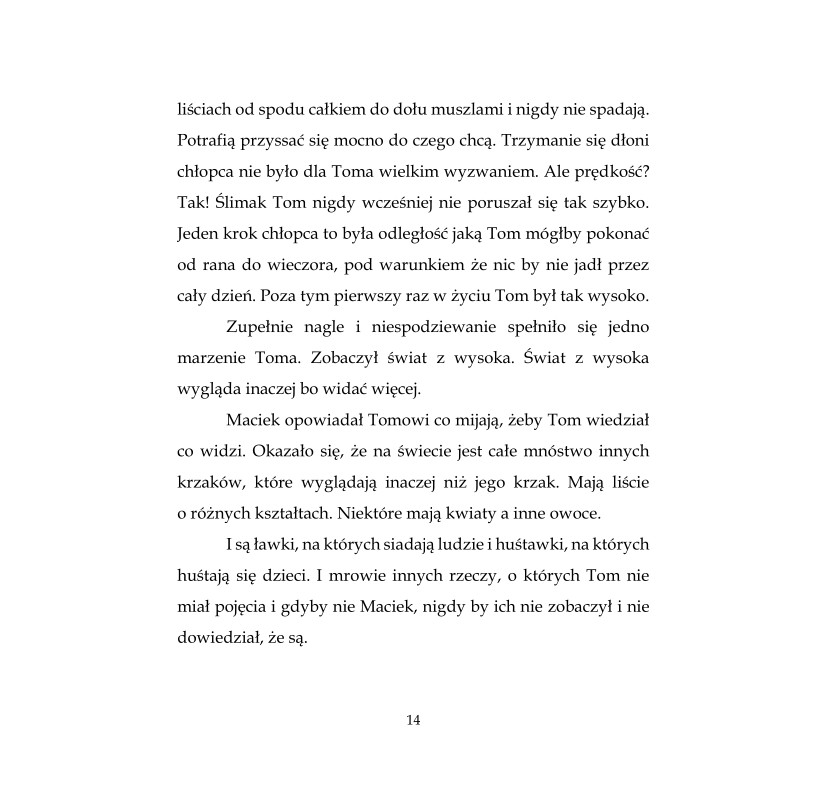 liściach od spodu całkiem do dołu muszlami i nigdy nie spadają.
Potrafią przyssać się mocno do czego chcą. Trzymanie się dłoni
chłopca nie było dla Toma wielkim wyzwaniem. Ale prędkość?
Tak! Ślimak Tom nigdy wcześniej nie poruszał się tak szybko.
Jeden krok chłopca to była odległość jaką Tom mógłby pokonać
od rana do wieczora, pod warunkiem że nic by nie jadł przez
cały dzień. Poza tym pierwszy raz w życiu Tom był tak wysoko.
Zupełnie nagle i niespodziewanie spełniło się jedno
marzenie Toma. Zobaczył świat z wysoka. Świat z wysoka
wygląda inaczej bo widać więcej.
Maciek opowiadał Tomowi co mijają, żeby Tom wiedział
co widzi. Okazało się, że na świecie jest całe mnóstwo innych
krzaków, które wyglądają inaczej niż jego krzak. Mają liście
o różnych kształtach. Niektóre mają kwiaty a inne owoce.
I są ławki, na których siadają ludzie i huśtawki, na których
huśtają się dzieci. I mrowie innych rzeczy, o których Tom nie
miał pojęcia i gdyby nie Maciek, nigdy by ich nie zobaczył i nie
dowiedział, że są.
14